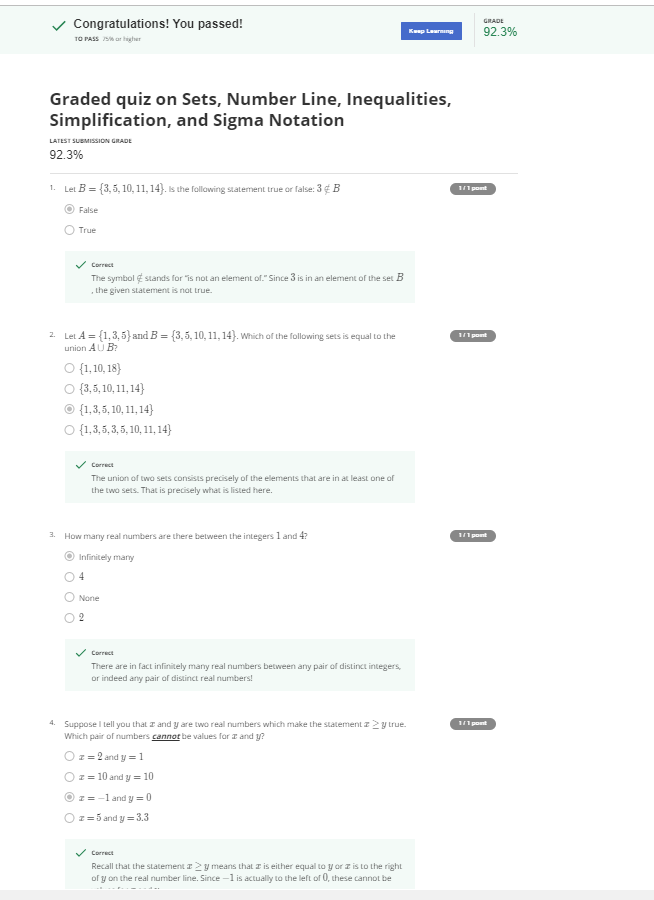 Congratulations! You passed!
TO PASS 75% or higher
Keep Learning
GRADE
92.3%
Graded quiz on Sets, Number Line, Inequalities,
Simplification, and Sigma Notation
LATEST SUBMISSION GRADE
92.3%
1. Let B = {3, 5, 10, 11, 14}. Is the following statement true or false: 3 ∉ B
1 / 1 point
False
True
Correct
The symbol ∉ stands for “is not an element of.” Since 3 is in an element of the set B
, the given statement is not true.
2. Let A = {1, 3, 5} and B = {3, 5, 10, 11, 14}. Which of the following sets is equal to the
union A ∪ B?
1 / 1 point
{1, 10, 18}
{3, 5, 10, 11, 14}
{1, 3, 5, 10, 11, 14}
{1, 3, 5, 3, 5, 10, 11, 14}
Correct
The union of two sets consists precisely of the elements that are in at least one of
the two sets. That is precisely what is listed here.
3. How many real numbers are there between the integers 1 and 4?
1 / 1 point
Infinitely many
4
None
2
Correct
There are in fact infinitely many real numbers between any pair of distinct integers,
or indeed any pair of distinct real numbers!
4. Suppose I tell you that x and y are two real numbers which make the statement x ≥ y true.
Which pair of numbers cannot be values for x and y?
1 / 1 point
x = 2 and y = 1
x = 10 and y = 10
x = −1 and y = 0
x = 5 and y = 3.3
Correct
Recall that the statement x ≥ y means that x is either equal to y or x is to the right
of y on the real number line. Since −1 is actually to the left of 0, these cannot be